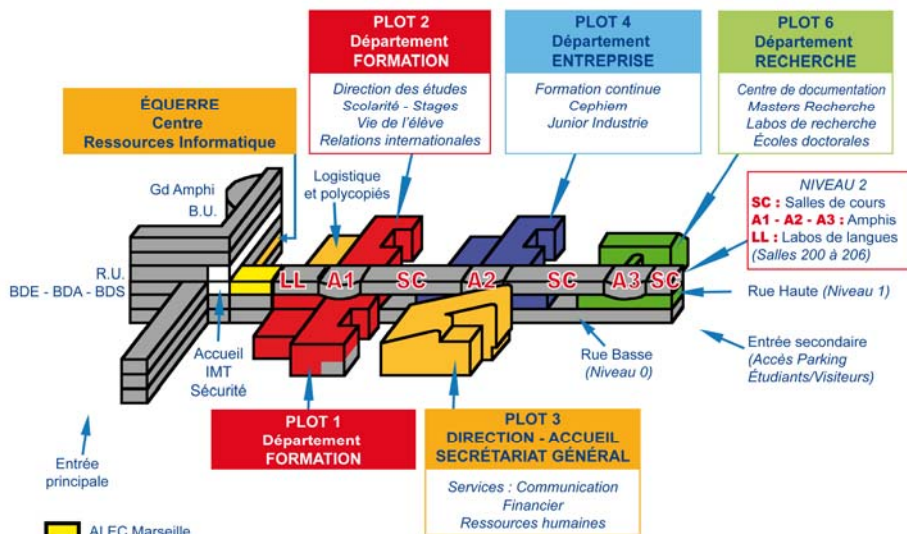 PLOT 2
Département
FORMATION
Direction des études
Scolarité - Stages
Vie de l'élève
Relations internationales
PLOT 4
Département
ENTREPRISE
Formation continue
Cephiem
Junior Industrie
PLOT 6
Département
RECHERCHE
Centre de documentation
Masters Recherche
Labos de recherche
Écoles doctorales
ÉQUERRE
Centre
Ressources Informatique
Gd Amphi
B.U.
Logistique
et polycopiés
NIVEAU 2
SC : Salles de cours
A1 - A2 - A3 : Amphis
LL : Labos de langues
(Salles 200 à 206)
R.U.
BDE - BDA - BDS
LL
A1
SC
A2
SC
A3
SC
Rue Haute (Niveau 1)
Accueil
IMT
Sécurité
Rue Basse
(Niveau 0)
Entrée secondaire
(Accès Parking
Étudiants/Visiteurs)
PLOT 1
Département
FORMATION
PLOT 3
DIRECTION - ACCUEIL
SECRÉTARIAT GÉNÉRAL
Services : Communication
Financier
Ressources humaines
Entrée
principale
ALEC Marseille